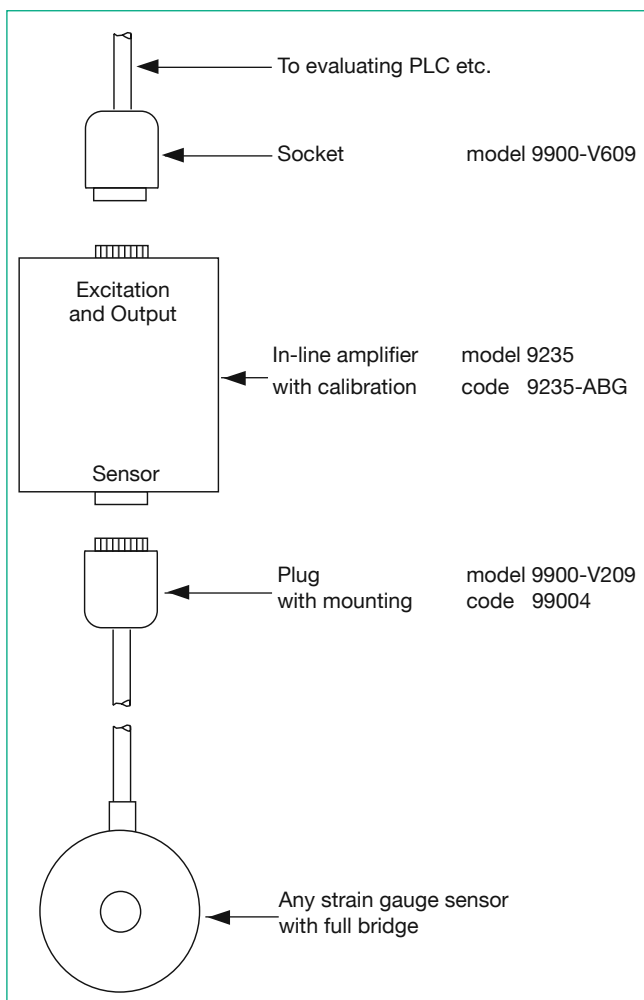 To evaluating PLC etc.
Socket model 9900-V609
Excitation
and Output
In-line amplifier model 9235
with calibration code 9235-ABG
Sensor
Plug model 9900-V209
with mounting code 99004
Any strain gauge sensor
with full bridge